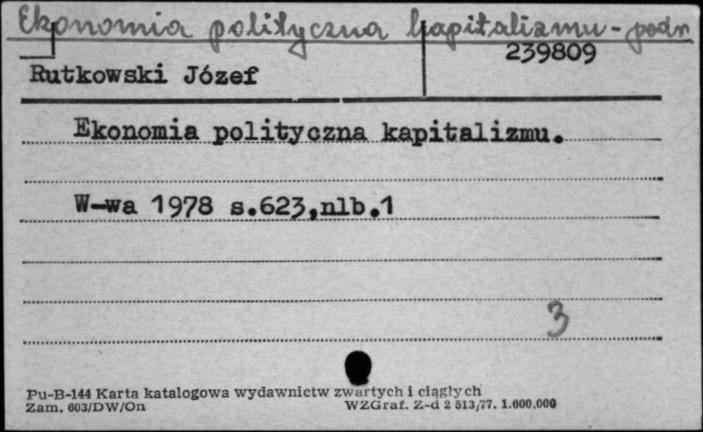 Ekonomia polityczna kapitalizmu - podr
239809
Rutkowski Józef
Ekonomia polityczna kapitalizmu.
W-wa 1978 s.623,nlb.1
3
Pu-B-144 Karta katalogowa wydawnictw zwartych i ciągłych
Zam. 603/DW/On WZGraf. Z-d 2 513/77. 1.600.000